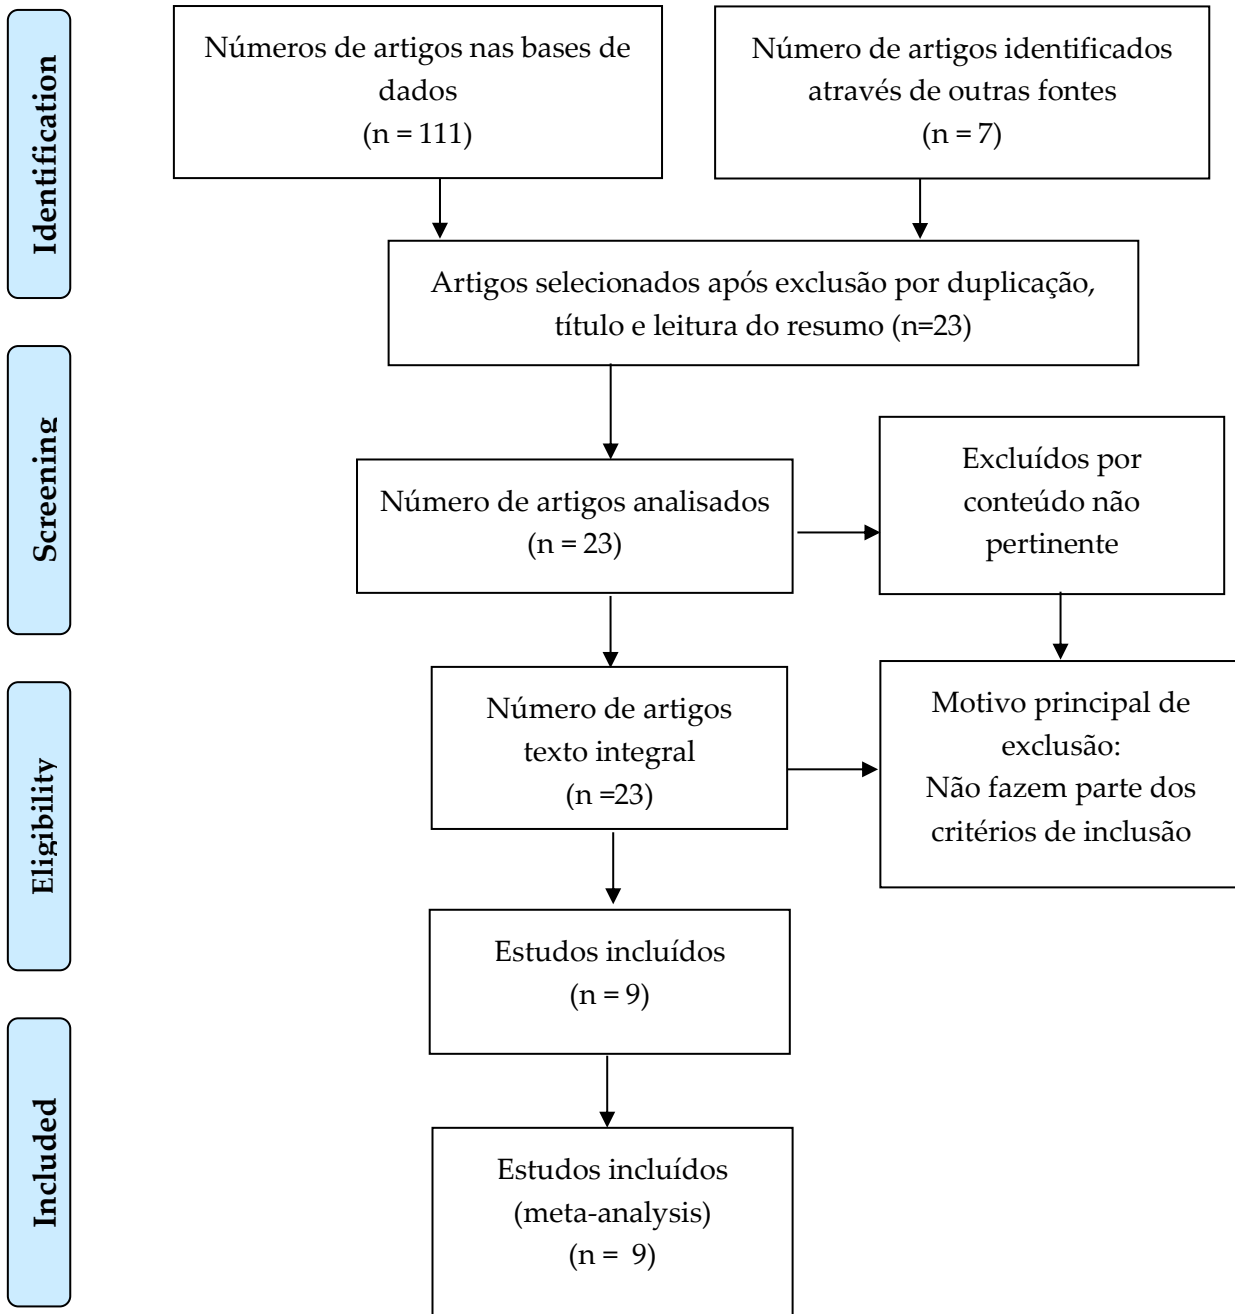 Identification
Números de artigos nas bases de
dados
(n = 111)
Número de artigos identificados
através de outras fontes
(n = 7)
Artigos selecionados após exclusão por duplicação,
título e leitura do resumo (n=23)
Screening
Número de artigos analisados
(n = 23)
Excluídos por
conteúdo não
pertinente
Eligibility
Número de artigos
texto integral
(n =23)
Motivo principal de
exclusão:
Não fazem parte dos
critérios de inclusão
Estudos incluídos
(n = 9)
Included
Estudos incluídos
(meta-analysis)
(n = 9)